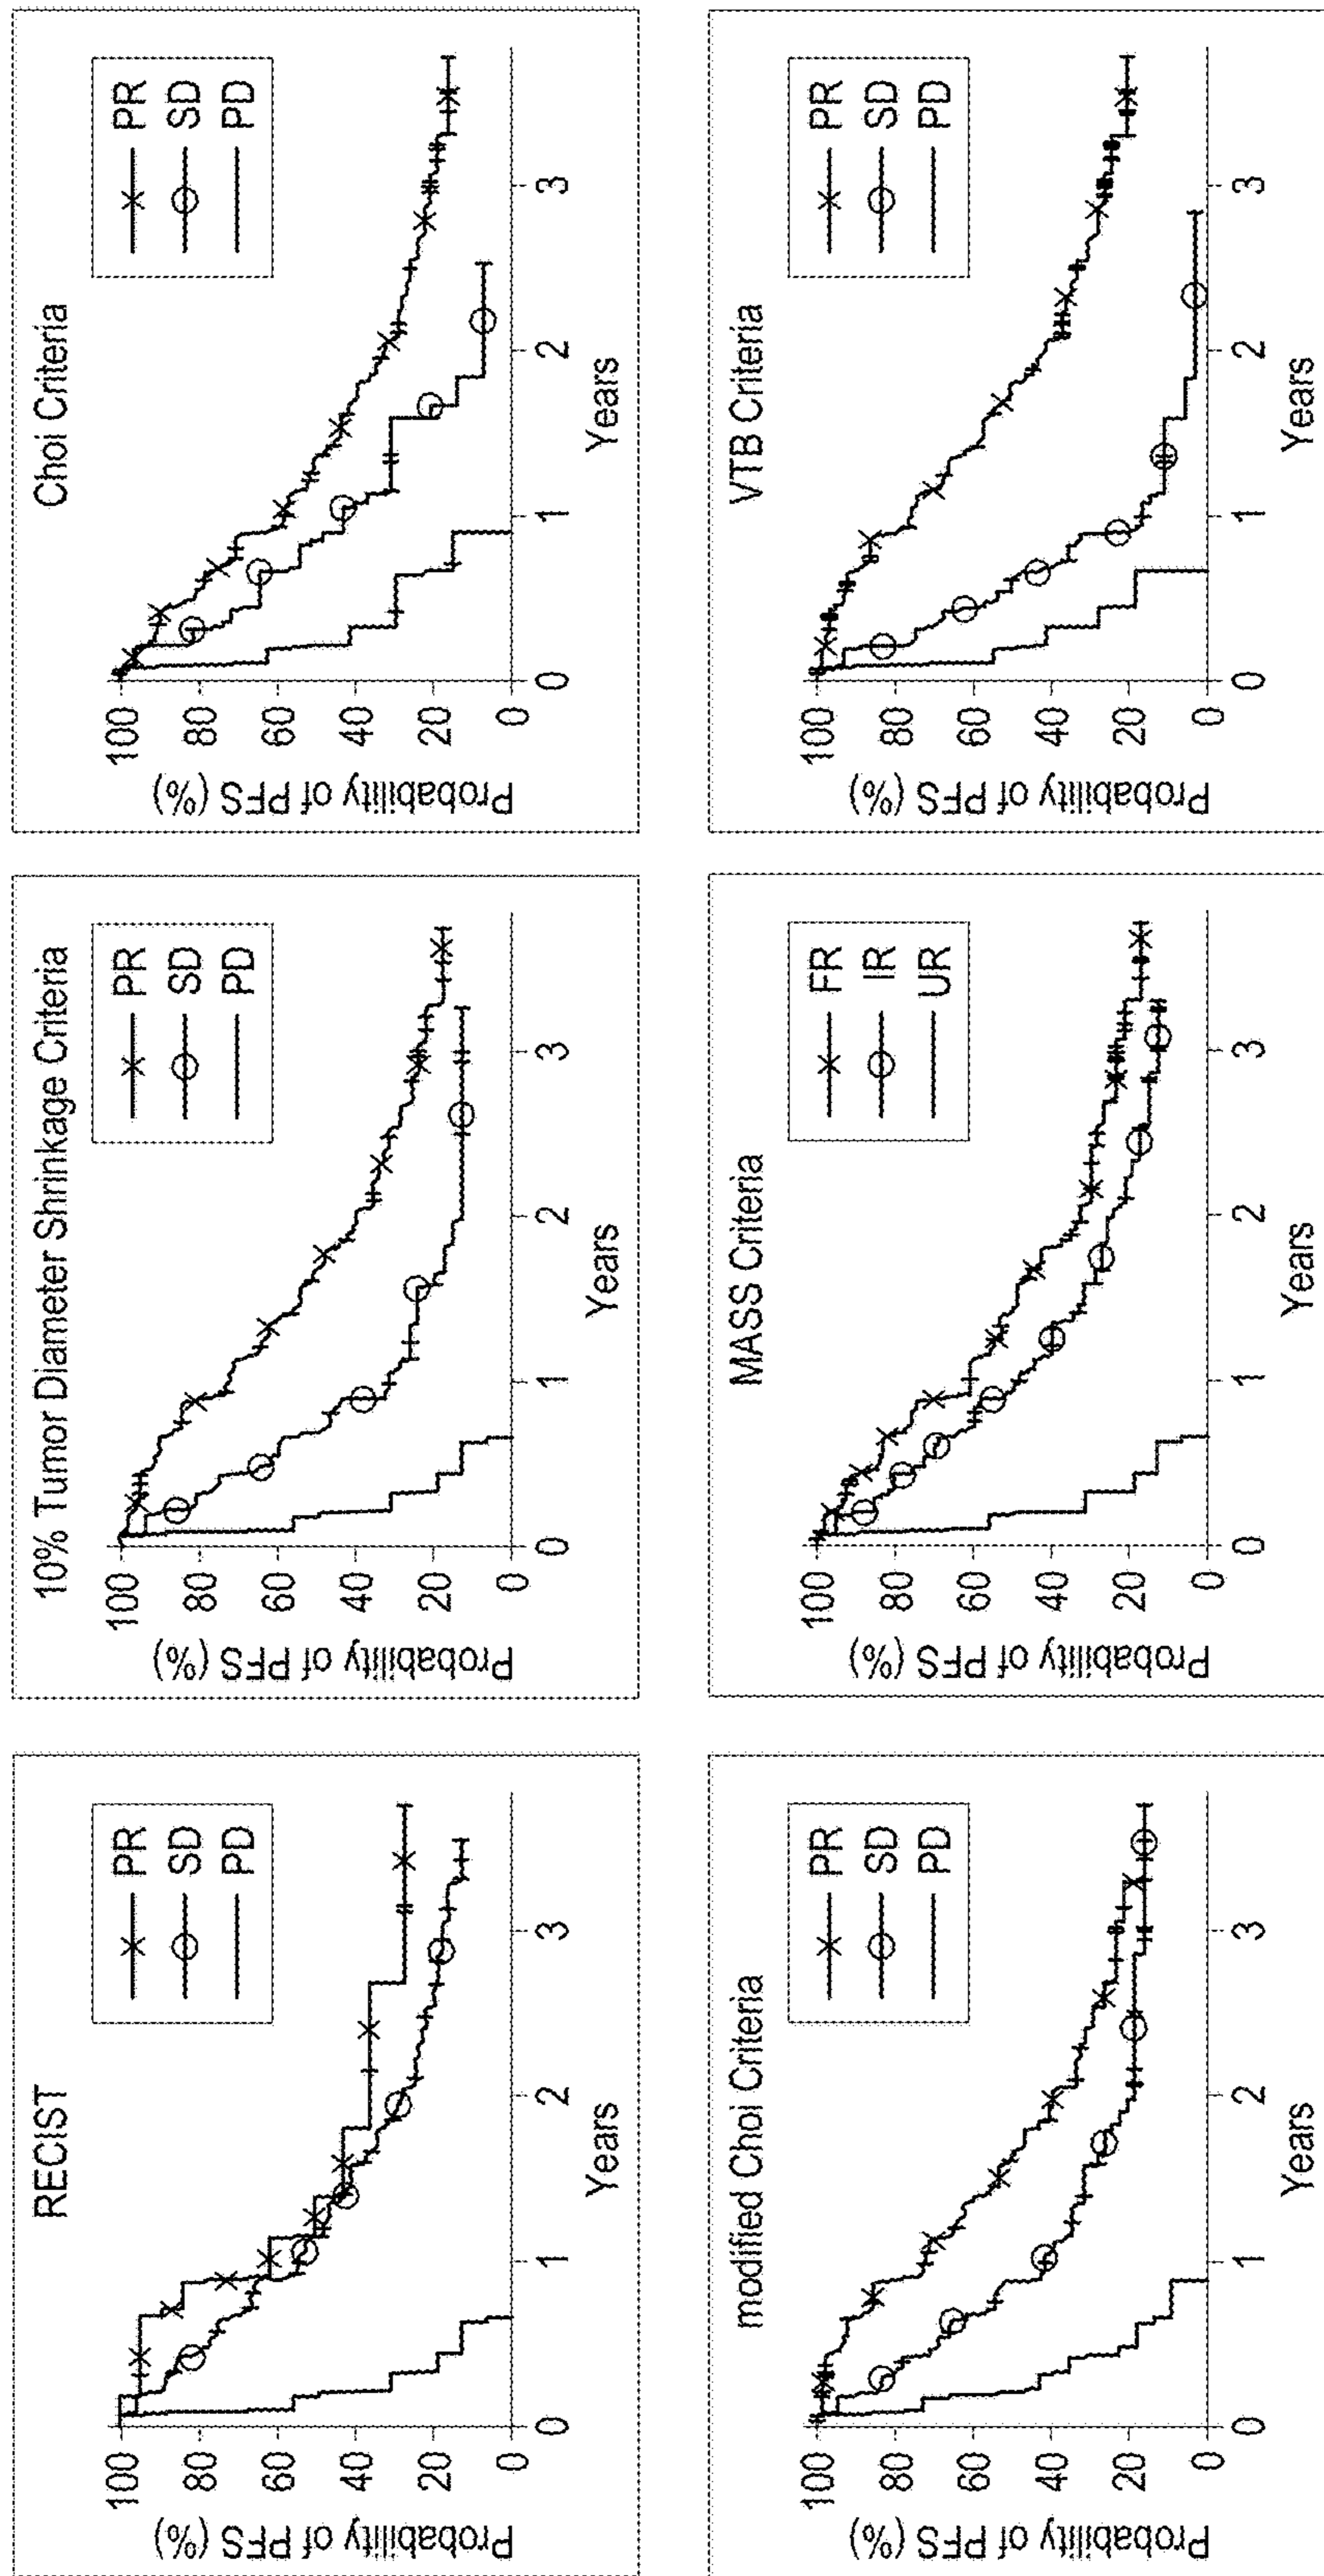 RECIST
Probability of PFS (%)
100
80
60
40
20
0
PR
SD
PD
0 1 2 3
Years
10% Tumor Diameter Shrinkage Criteria
Probability of PFS (%)
100
80
60
40
20
0
PR
SD
PD
0 1 2 3
Years
Choi Criteria
Probability of PFS (%)
100
80
60
40
20
0
PR
SD
PD
0 1 2 3
Years
modified Choi Criteria
Probability of PFS (%)
100
80
60
40
20
0
PR
SD
PD
0 1 2 3
Years
MASS Criteria
Probability of PFS (%)
100
80
60
40
20
0
FR
IR
UR
0 1 2 3
Years
VTB Criteria
Probability of PFS (%)
100
80
60
40
20
0
PR
SD
PD
0 1 2 3
Years